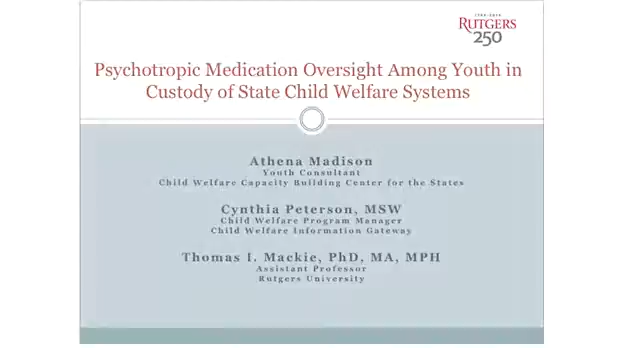 RUTGERS
250
Psychotropic Medication Oversight Among Youth in
Custody of State Child Welfare Systems
Athena Madison
Youth Consultant
Child Welfare Capacity Building Center for the States
Cynthia Peterson, MSW
Child Welfare Program Manager
Child Welfare Information Gateway
Thomas I. Mackie, PhD, MA, MPH
Assistant Professor
Rutgers University